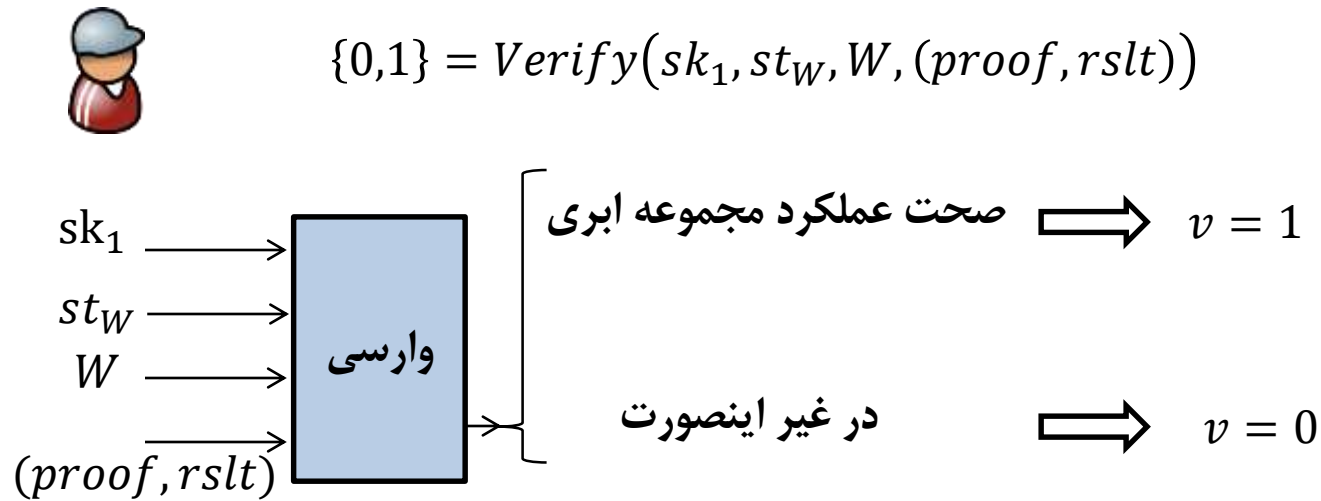 {0,1} = Verify(sk₁, st_W, W, (proof, rslt))
sk₁
st_W
W
(proof, rslt)
وارسی
صحت عملکرد مجموعه ابری
v = 1
در غیر اینصورت
v = 0